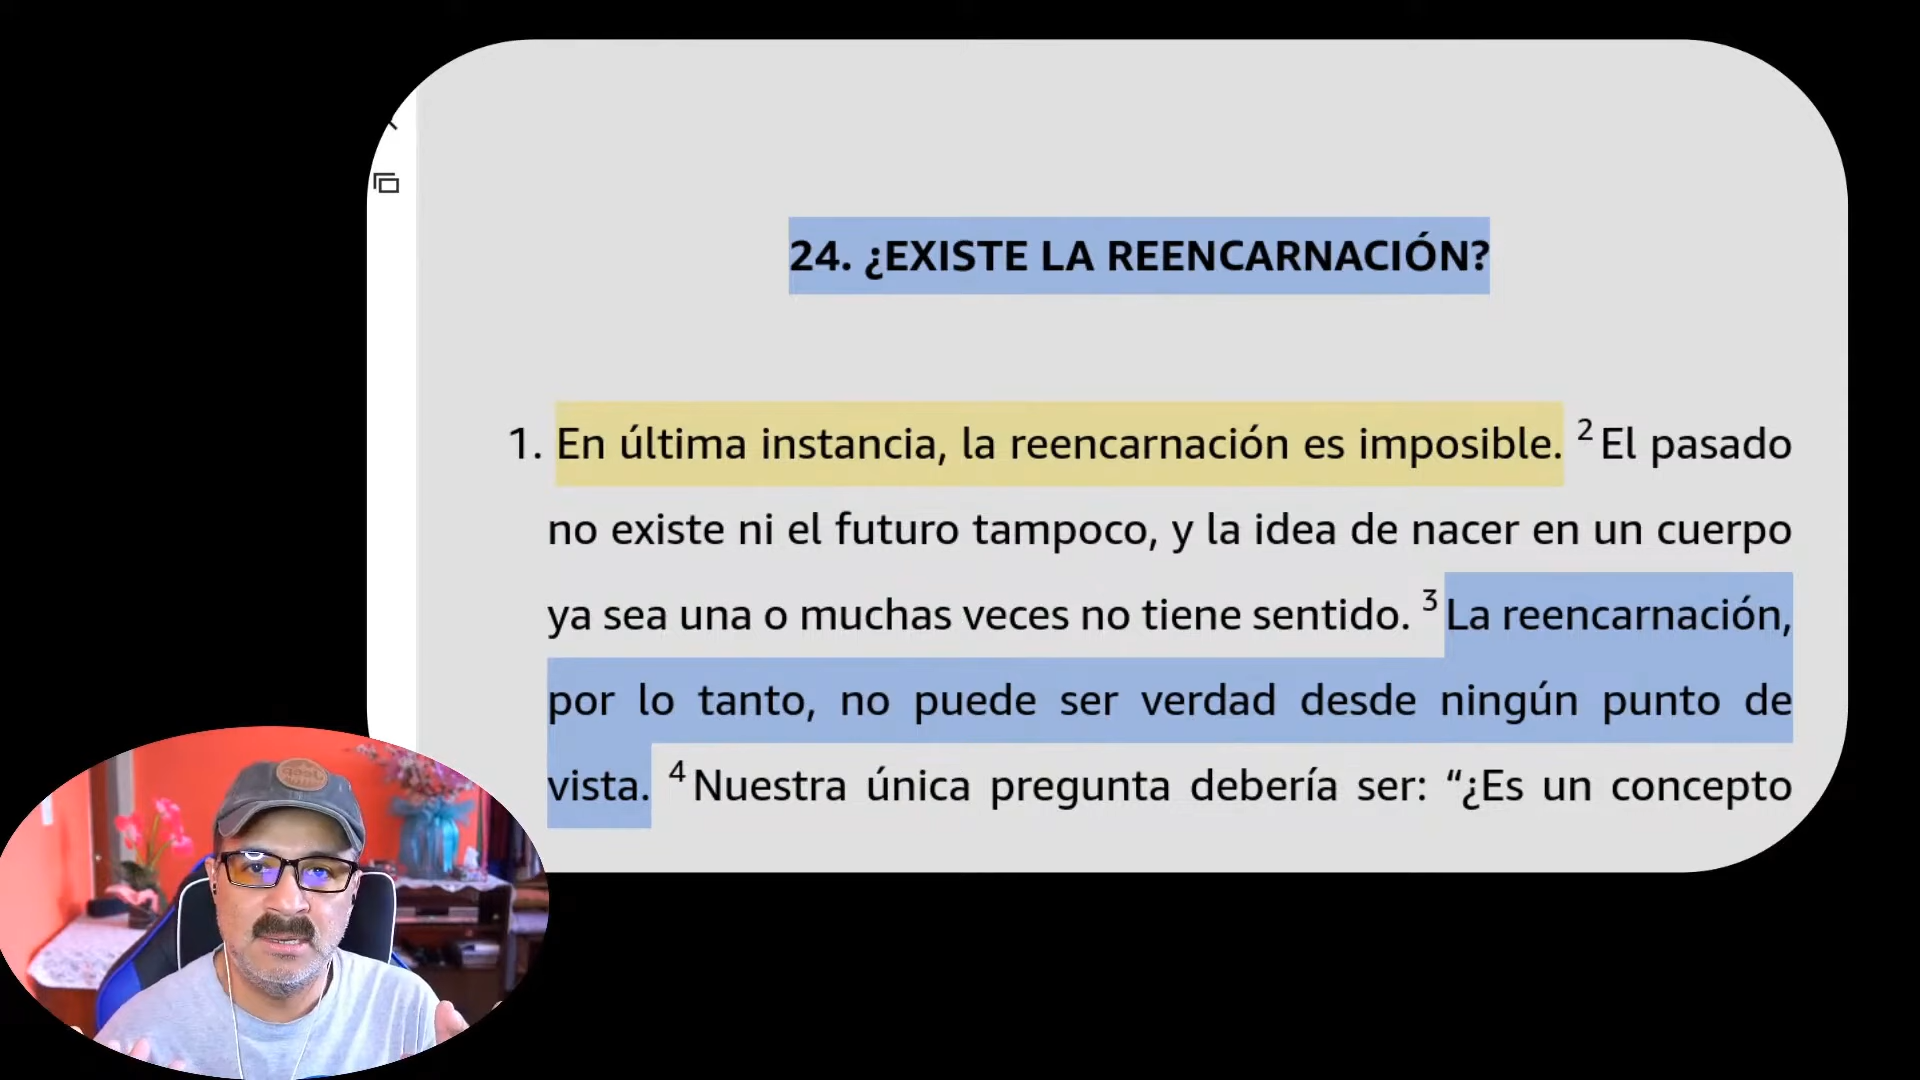 24. ¿EXISTE LA REENCARNACIÓN?
1. En última instancia, la reencarnación es imposible. ²El pasado
no existe ni el futuro tampoco, y la idea de nacer en un cuerpo
ya sea una o muchas veces no tiene sentido. ³La reencarnación,
por lo tanto, no puede ser verdad desde ningún punto de
vista. ⁴Nuestra única pregunta debería ser: “¿Es un concepto